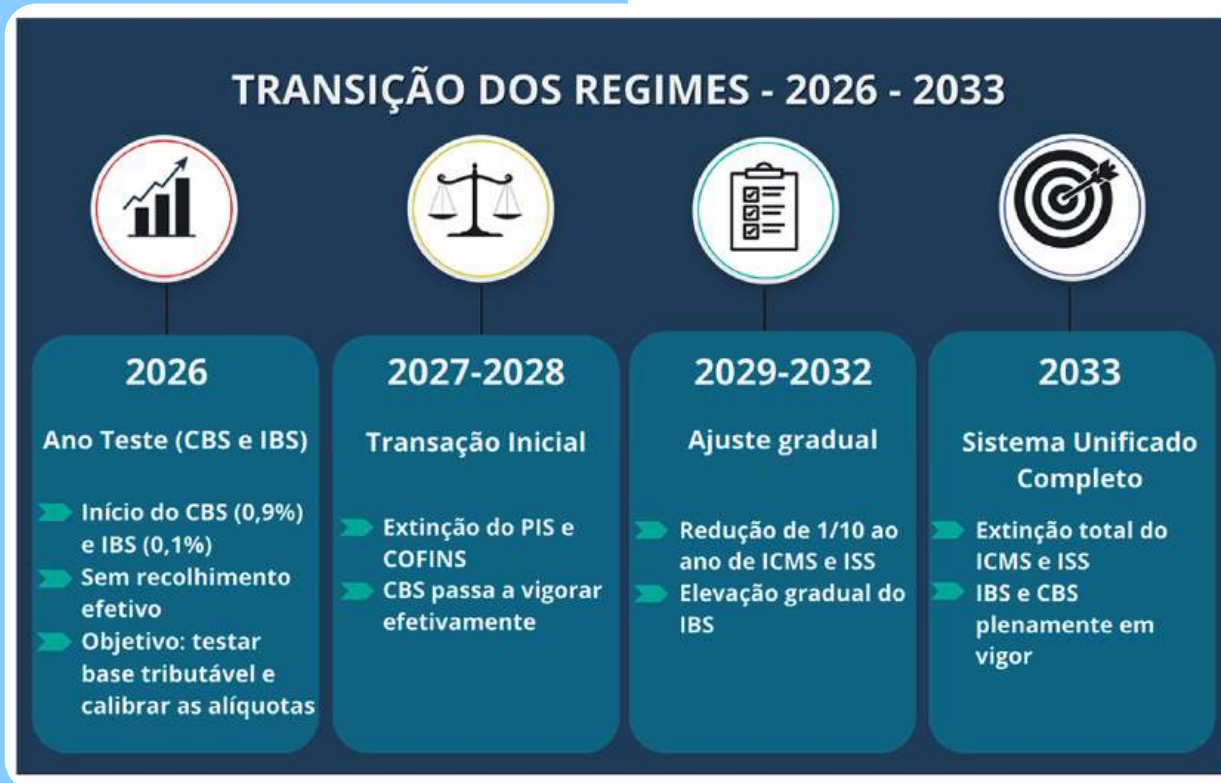 TRANSIÇÃO DOS REGIMES - 2026 - 2033
2026
Ano Teste (CBS e IBS)
Início do CBS (0,9%)
e IBS (0,1%)
Sem recolhimento
efetivo
Objetivo: testar
base tributável e
calibrar as alíquotas
2027-2028
Transação Inicial
Extinção do PIS e
COFINS
CBS passa a vigorar
efetivamente
2029-2032
Ajuste gradual
Redução de 1/10 ao
ano de ICMS e ISS
Elevação gradual do
IBS
2033
Sistema Unificado
Completo
Extinção total do
ICMS e ISS
IBS e CBS
plenamente em
vigor